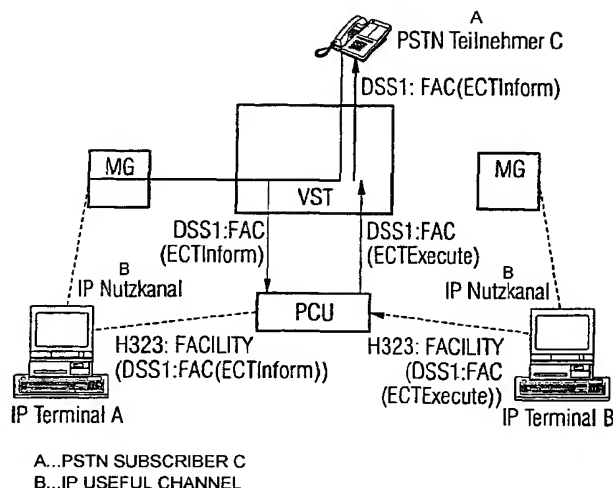 A
PSTN Teilnehmer C
DSS1: FAC(ECTInform)
MG
VST
MG
DSS1:FAC
(ECTInform)
DSS1:FAC
(ECTExecute)
B
IP Nutzkanal
B
IP Nutzkanal
PCU
H323: FACILITY
(DSS1:FAC(ECTInform))
H323: FACILITY
(DSS1:FAC
(ECTExecute))
IP Terminal A
IP Terminal B
A...PSTN SUBSCRIBER C
B...IP USEFUL CHANNEL